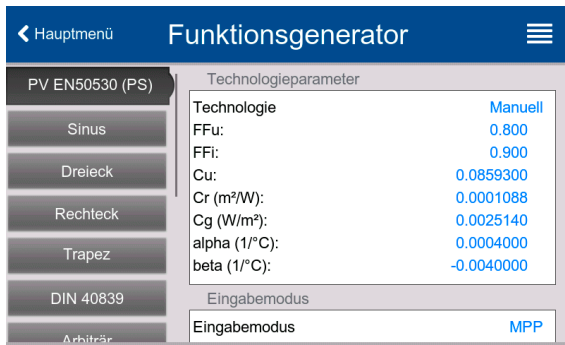 Hauptmenü
Funktionsgenerator
PV EN50530 (PS)
Sinus
Dreieck
Rechteck
Trapez
DIN 40839
Arbiträr
Technologieparameter
Technologie Manuell
FFu: 0.800
FFi: 0.900
Cu: 0.0859300
Cr (m²/W): 0.0001088
Cg (W/m²): 0.0025140
alpha (1/°C): 0.0004000
beta (1/°C): -0.0040000
Eingabemodus
Eingabemodus MPP